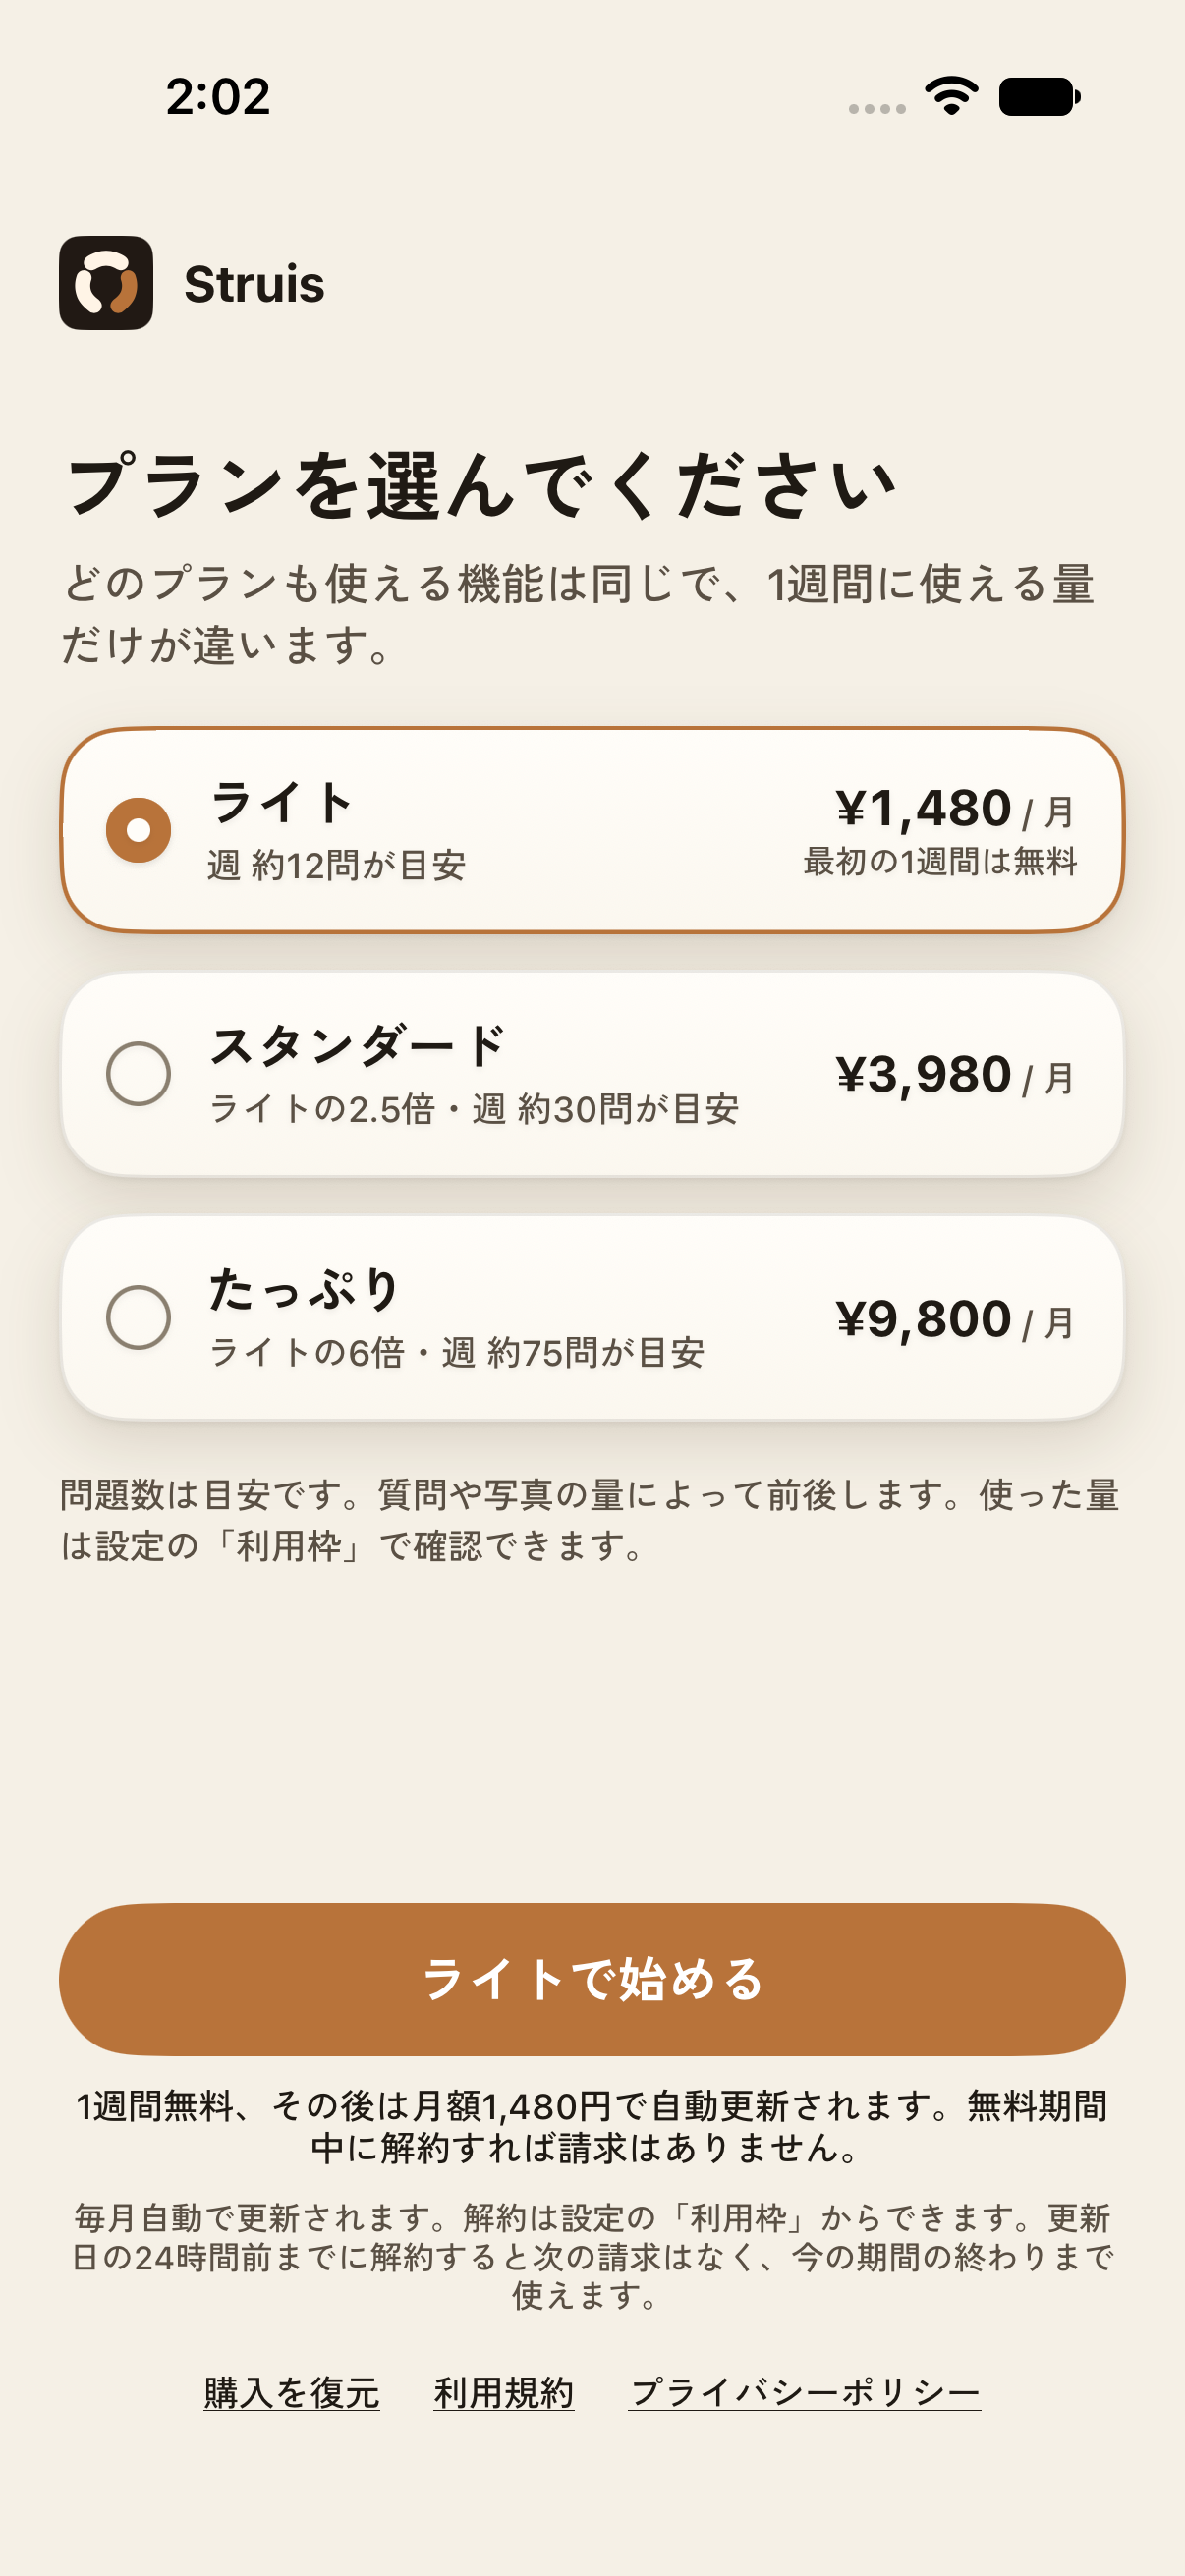 2:02
Struis
プランを選んでください
どのプランも使える機能は同じで、1週間に使える量
だけが違います。
ライト
¥1,480 / 月
週 約12問が目安
最初の1週間は無料
スタンダード
ライトの2.5倍・週 約30問が目安
¥3,980 / 月
たっぷり
ライトの6倍・週 約75問が目安
¥9,800 / 月
問題数は目安です。質問や写真の量によって前後します。使った量
は設定の「利用枠」で確認できます。
ライトで始める
1週間無料、その後は月額1,480円で自動更新されます。無料期間
中に解約すれば請求はありません。
毎月自動で更新されます。解約は設定の「利用枠」からできます。更新
日の24時間前までに解約すると次の請求はなく、今の期間の終わりまで
使えます。
購入を復元 利用規約 プライバシーポリシー